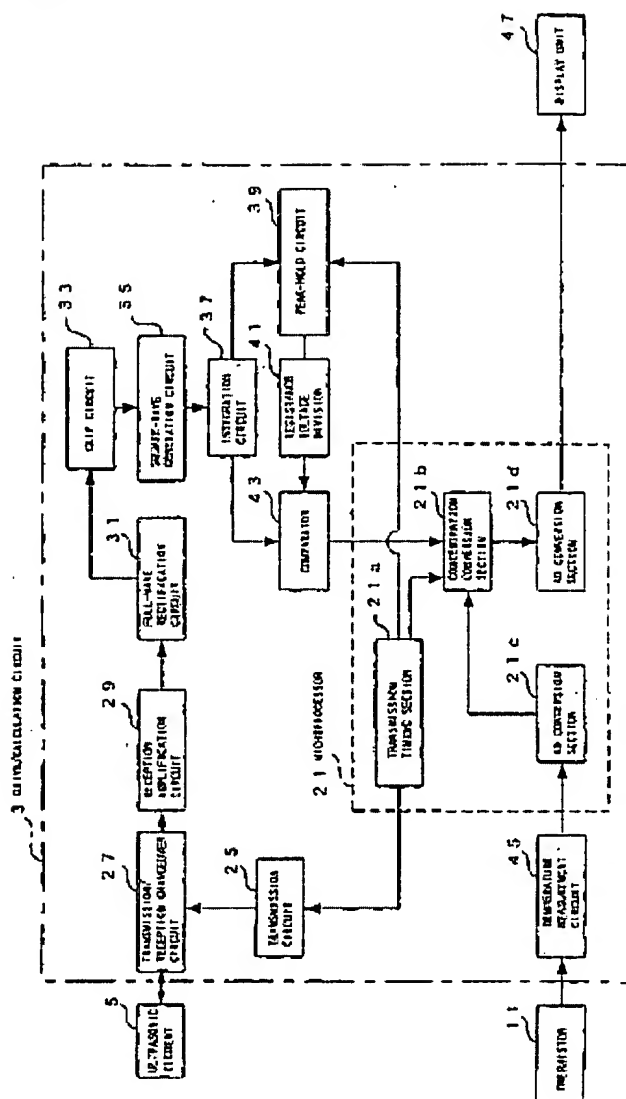 3 DRIVE/CALCULATION CIRCUIT
5
ULTRASONIC
ELEMENT
27
TRANSMISSION/
RECEPTION CHANGEOVER
CIRCUIT
29
RECEPTION
AMPLIFICATION
CIRCUIT
31
FULL-WAVE
RECTIFICATION
CIRCUIT
33
CLIP CIRCUIT
35
SQUARE-WAVE
GENERATION CIRCUIT
37
INTEGRATION
CIRCUIT
39
PEAK-HOLD CIRCUIT
41
RESISTANCE
VOLTAGE
DIVISION
43
COMPARATOR
25
TRANSMISSION
CIRCUIT
21 MICROPROCESSOR
21a
TRANSMISSION
TIMING SECTION
21b
CONCENTRATION
CONVERSION
SECTION
21c
AD CONVERSION
SECTION
21d
AD CONVERSION
SECTION
11
THERMISTOR
45
TEMPERATURE
MEASUREMENT
CIRCUIT
47
DISPLAY UNIT